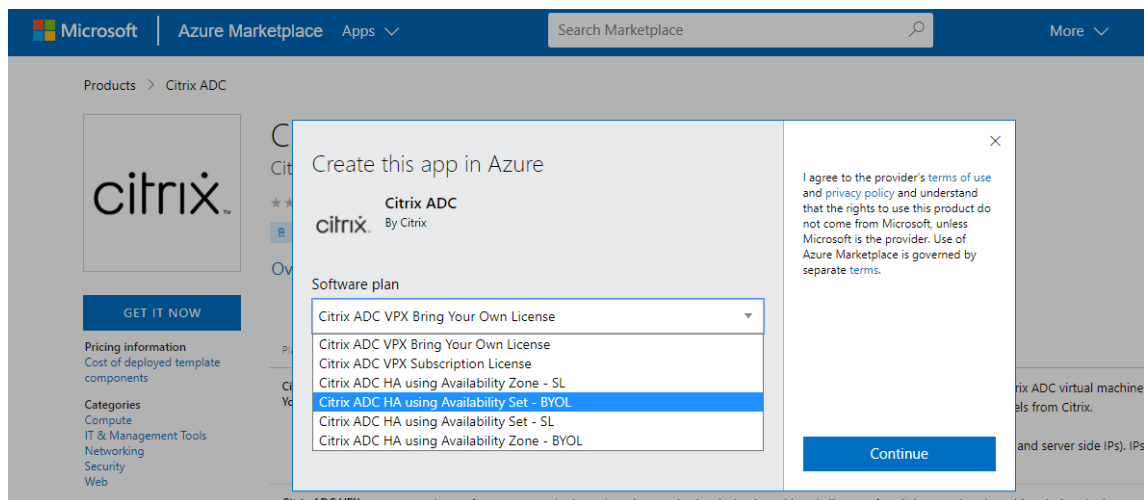 Microsoft Azure Marketplace Apps Search Marketplace More
Products > Citrix ADC
citrix™
C
Cit
Ov
GET IT NOW
Pricing information
Cost of deployed template
components
Categories
Compute
IT & Management Tools
Networking
Security
Web
Create this app in Azure
citrix.
Citrix ADC
By Citrix
Software plan
Citrix ADC VPX Bring Your Own License
Citrix ADC VPX Bring Your Own License
Citrix ADC VPX Subscription License
Citrix ADC HA using Availability Zone - SL
Citrix ADC HA using Availability Set - BYOL
Citrix ADC HA using Availability Set - SL
Citrix ADC HA using Availability Zone - BYOL
I agree to the provider's terms of use
and privacy policy and understand
that the rights to use this product do
not come from Microsoft, unless
Microsoft is the provider. Use of
Azure Marketplace is governed by
separate terms.
Continue
Pl
Ci
Yo
rix ADC virtual machine
els from Citrix.
and server side IPs). IPs